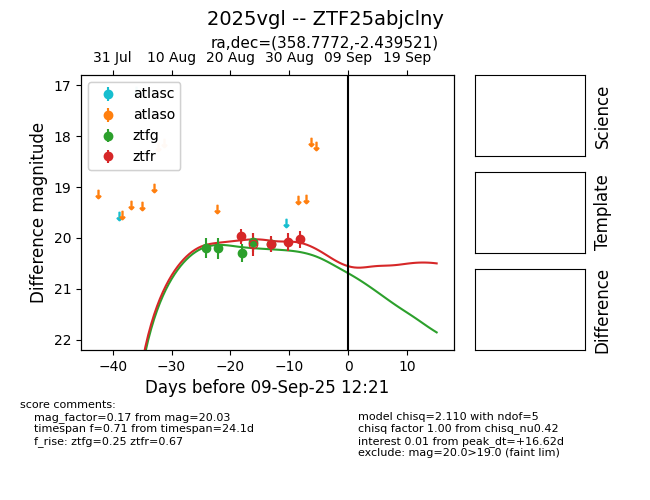 2025vgl -- ZTF25abjclny
ra,dec=(358.7772,-2.439521)
31 Jul 10 Aug 20 Aug 30 Aug 09 Sep 19 Sep
17
18
19
20
21
22
Difference magnitude
atlasc
atlaso
ztfg
ztfr
−40 −30 −20 −10 0 10
Days before 09-Sep-25 12:21
Science
Template
Difference
score comments:
mag_factor=0.17 from mag=20.03
timespan f=0.71 from timespan=24.1d
f_rise: ztfg=0.25 ztfr=0.67
model chisq=2.110 with ndof=5
chisq factor 1.00 from chisq_nu0.42
interest 0.01 from peak_dt=+16.62d
exclude: mag=20.0>19.0 (faint lim)